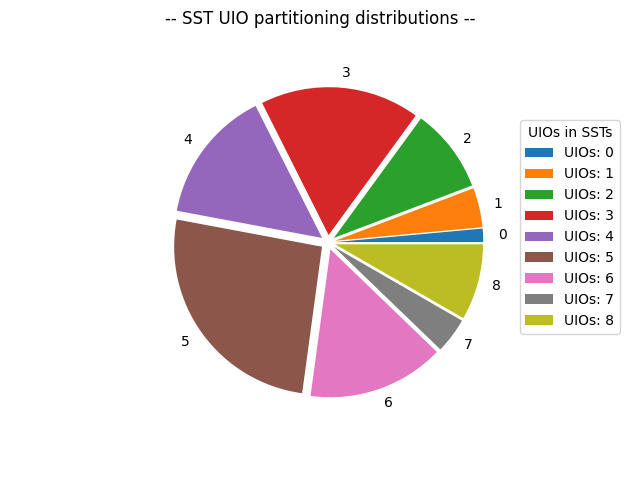 -- SST UIO partitioning distributions --
3
4
2
1
0
5
8
7
6
UIOs in SSTs
UIOs: 0
UIOs: 1
UIOs: 2
UIOs: 3
UIOs: 4
UIOs: 5
UIOs: 6
UIOs: 7
UIOs: 8